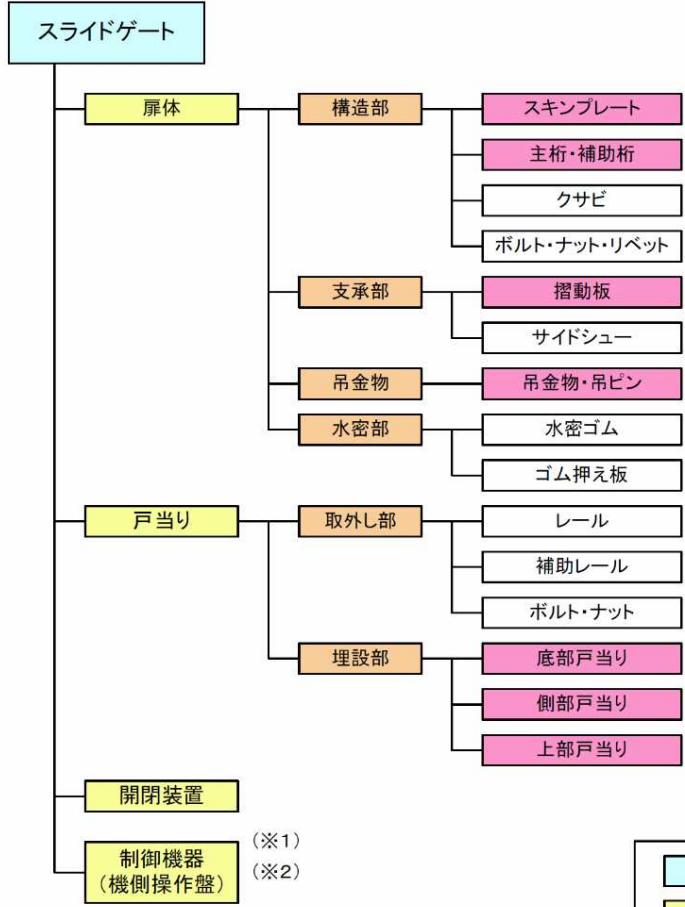 スライドゲート
扉体
構造部
スキンプレート
主桁・補助桁
クサビ
ボルト・ナット・リベット
支承部
摺動板
サイドシュー
吊金物
吊金物・吊ピン
水密部
水密ゴム
ゴム押え板
戸当り
取外し部
レール
補助レール
ボルト・ナット
埋設部
底部戸当り
側部戸当り
上部戸当り
開閉装置
制御機器
(機側操作盤)
(※1)
(※2)